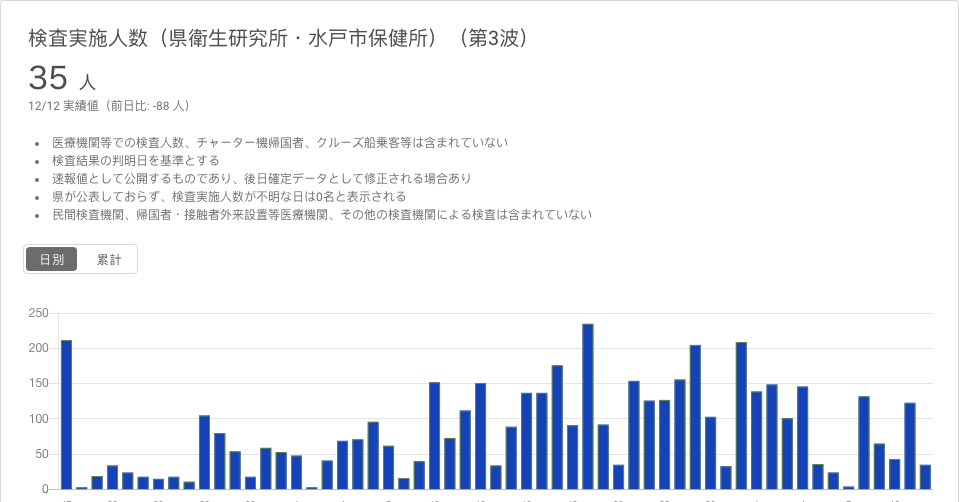 検査実施人数（県衛生研究所・水戸市保健所）（第3波）
35 人
12/12 実績値（前日比: -88 人）
医療機関等での検査人数、チャーター機帰国者、クルーズ船乗客等は含まれていない
検査結果の判明日を基準とする
速報値として公開するものであり、後日確定データとして修正される場合あり
県が公表しておらず、検査実施人数が不明な日は0名と表示される
民間検査機関、帰国者・接触者外来設置等医療機関、その他の検査機関による検査は含まれていない
日別 累計
250
200
150
100
50
0